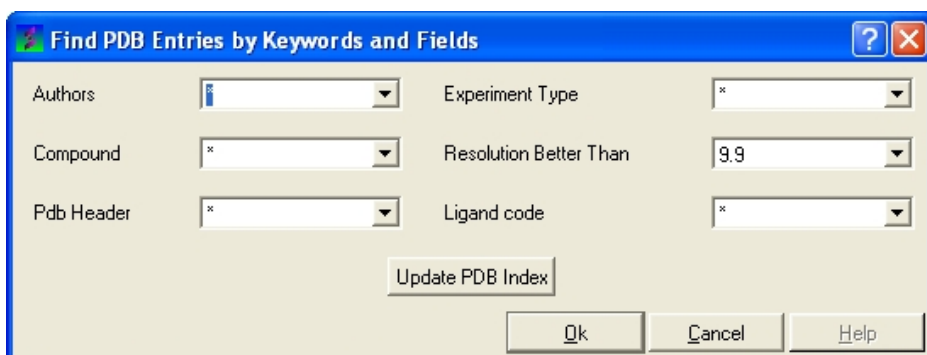 Find PDB Entries by Keywords and Fields ?
Authors * Experiment Type *
Compound * Resolution Better Than 9.9
Pdb Header * Ligand code *
Update PDB Index
Ok Cancel Help